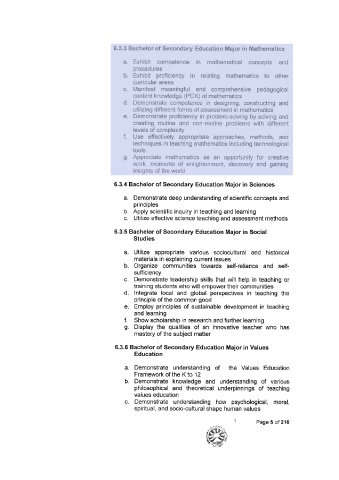 6.3.3 Bachelor of Secondary Education Major in Mathematics
a. Exhibit competence in mathematical concepts and
procedures
b. Exhibit proficiency in relating mathematics to other
curricular areas
c. Manifest meaningful and comprehensive pedagogical
content knowledge (PCK) of mathematics
d. Demonstrate competence in designing, constructing and
utilizing different forms of assessment in mathematics
e. Demonstrate proficiency in problem-solving by solving and
creating routine and non-routine problems with different
levels of complexity
f. Use effectively appropriate approaches, methods, and
techniques in teaching mathematics including technological
tools
g. Appreciate mathematics as an opportunity for creative
work, moments of enlightenment, discovery and gaining
insights of the world
6.3.4 Bachelor of Secondary Education Major in Sciences
a. Demonstrate deep understanding of scientific concepts and
principles
b. Apply scientific inquiry in teaching and learning
c. Utilize effective science teaching and assessment methods
6.3.5 Bachelor of Secondary Education Major in Social
Studies
a. Utilize appropriate various sociocultural and historical
materials in explaining current issues
b. Organize communities towards self-reliance and self-
sufficiency
c. Demonstrate leadership skills that will help in teaching or
training students who will empower their communities
d. Integrate local and global perspectives in teaching the
principle of the common good
e. Employ principles of sustainable development in teaching
and learning
f. Show scholarship in research and further learning
g. Display the qualities of an innovative teacher who has
mastery of the subject matter
6.3.6 Bachelor of Secondary Education Major in Values
Education
a. Demonstrate understanding of the Values Education
Framework of the K to 12
b. Demonstrate knowledge and understanding of various
philosophical and theoretical underpinnings of teaching
values education
c. Demonstrate understanding how psychological, moral,
spiritual, and socio-cultural shape human values
Page 5 of 216